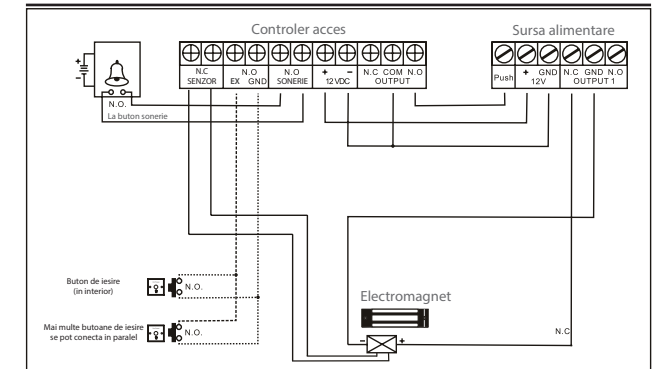 Controler acces
Sursa alimentare
N.C
SENZOR
N.O
EX GND
N.O
SONERIE
+ -
12 VDC
N.C COM N.O
OUTPUT
Push
+ GND
12V
N.C GND N.O
OUTPUT 1
+
-
N.O.
La buton sonerie
Buton de iesire
(in interior)
N.O.
Mai multe butoane de iesire
se pot conecta in paralel
N.O.
Electromagnet
- +
N.C